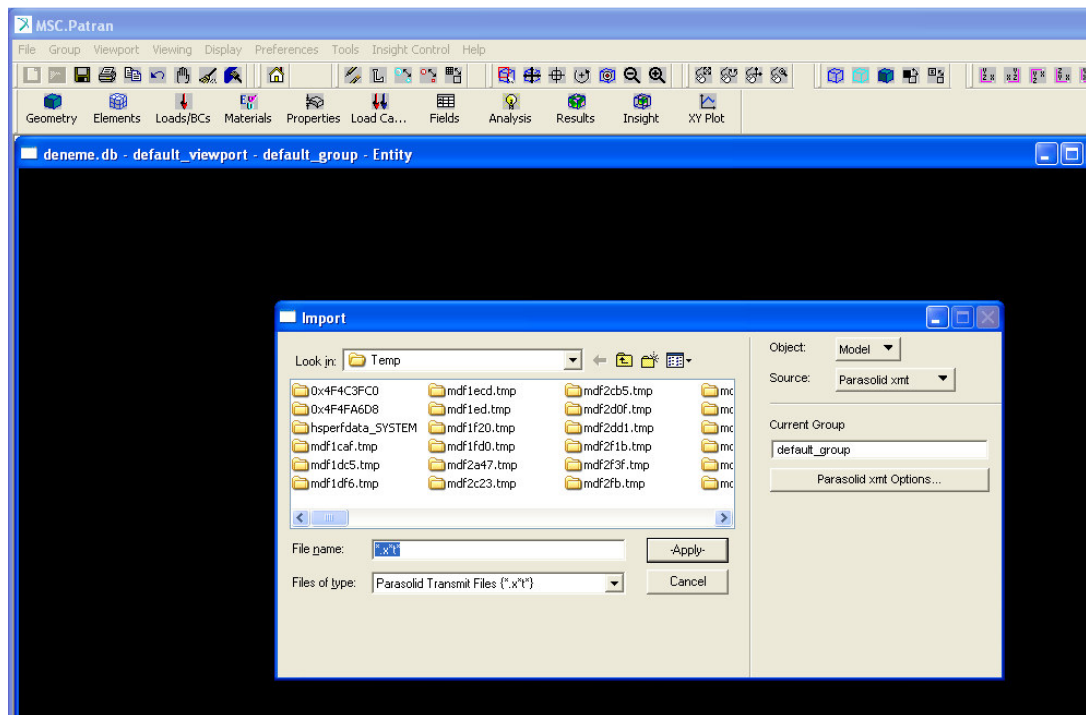 MSC.Patran
File Group Viewport Viewing Display Preferences Tools Insight Control Help
Geometry Elements Loads/BCs Materials Properties Load Ca... Fields Analysis Results Insight XY Plot
deneme.db - default_viewport - default_group - Entity
Import
Look in: Temp
0x4F4C3FC0 mdf1ecd.tmp mdf2cb5.tmp
0x4F4FA6D8 mdf1ed.tmp mdf2d0f.tmp
hsperfdata_SYSTEM mdf1f20.tmp mdf2dd1.tmp
mdf1caf.tmp mdf1fd0.tmp mdf2f1b.tmp
mdf1dc5.tmp mdf2a47.tmp mdf2f3f.tmp
mdf1df6.tmp mdf2c23.tmp mdf2fb.tmp
File name: *.x*t*
-Apply-
Files of type: Parasolid Transmit Files {*.x*t*}
Cancel
Object: Model
Source: Parasolid xmt
Current Group
default_group
Parasolid xmt Options...